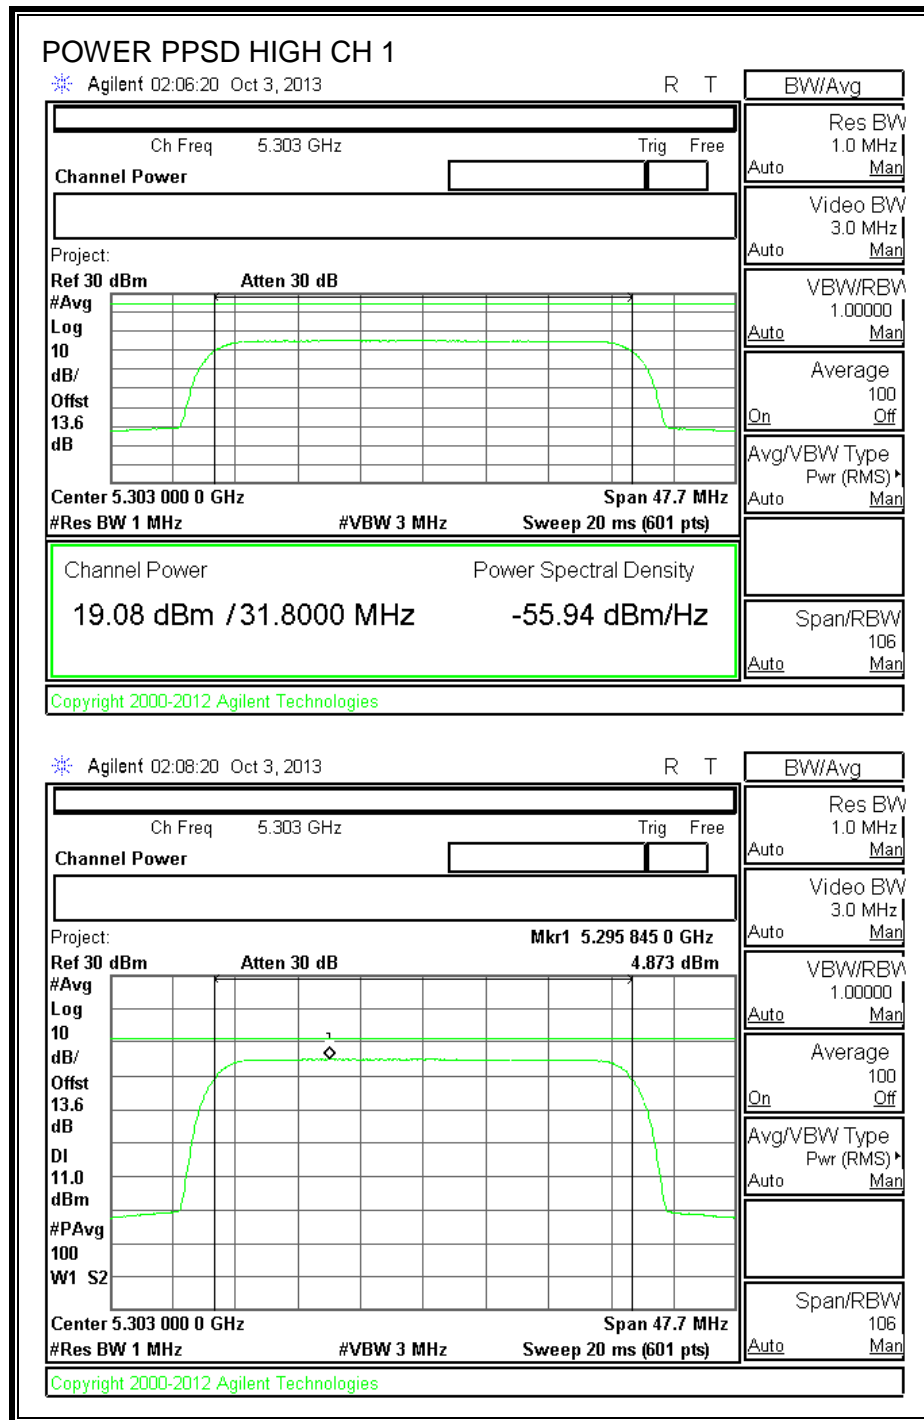 POWER PPSD HIGH CH 1
Agilent 02:06:20 Oct 3, 2013 R T
BW/Avg
Ch Freq 5.303 GHz Trig Free
Channel Power
Project:
Ref 30 dBm Atten 30 dB
#Avg
Log
10
dB/
Offst
13.6
dB
Center 5.303 000 0 GHz Span 47.7 MHz
#Res BW 1 MHz #VBW 3 MHz Sweep 20 ms (601 pts)
Channel Power Power Spectral Density
19.08 dBm / 31.8000 MHz -55.94 dBm/Hz
Copyright 2000-2012 Agilent Technologies
Res BW
1.0 MHz
Auto Man
Video BW
3.0 MHz
Auto Man
VBW/RBW
1.00000
Auto Man
Average
100
On Off
Avg/VBW Type
Pwr (RMS)
Auto Man
Span/RBW
106
Auto Man
Agilent 02:08:20 Oct 3, 2013 R T
BW/Avg
Ch Freq 5.303 GHz Trig Free
Channel Power
Project: Mkr1 5.295 845 0 GHz
Ref 30 dBm Atten 30 dB 4.873 dBm
#Avg
Log
10
dB/
Offst
13.6
dB
DI
11.0
dBm
#PAvg
100
W1 S2
1
Center 5.303 000 0 GHz Span 47.7 MHz
#Res BW 1 MHz #VBW 3 MHz Sweep 20 ms (601 pts)
Copyright 2000-2012 Agilent Technologies
Res BW
1.0 MHz
Auto Man
Video BW
3.0 MHz
Auto Man
VBW/RBW
1.00000
Auto Man
Average
100
On Off
Avg/VBW Type
Pwr (RMS)
Auto Man
Span/RBW
106
Auto Man